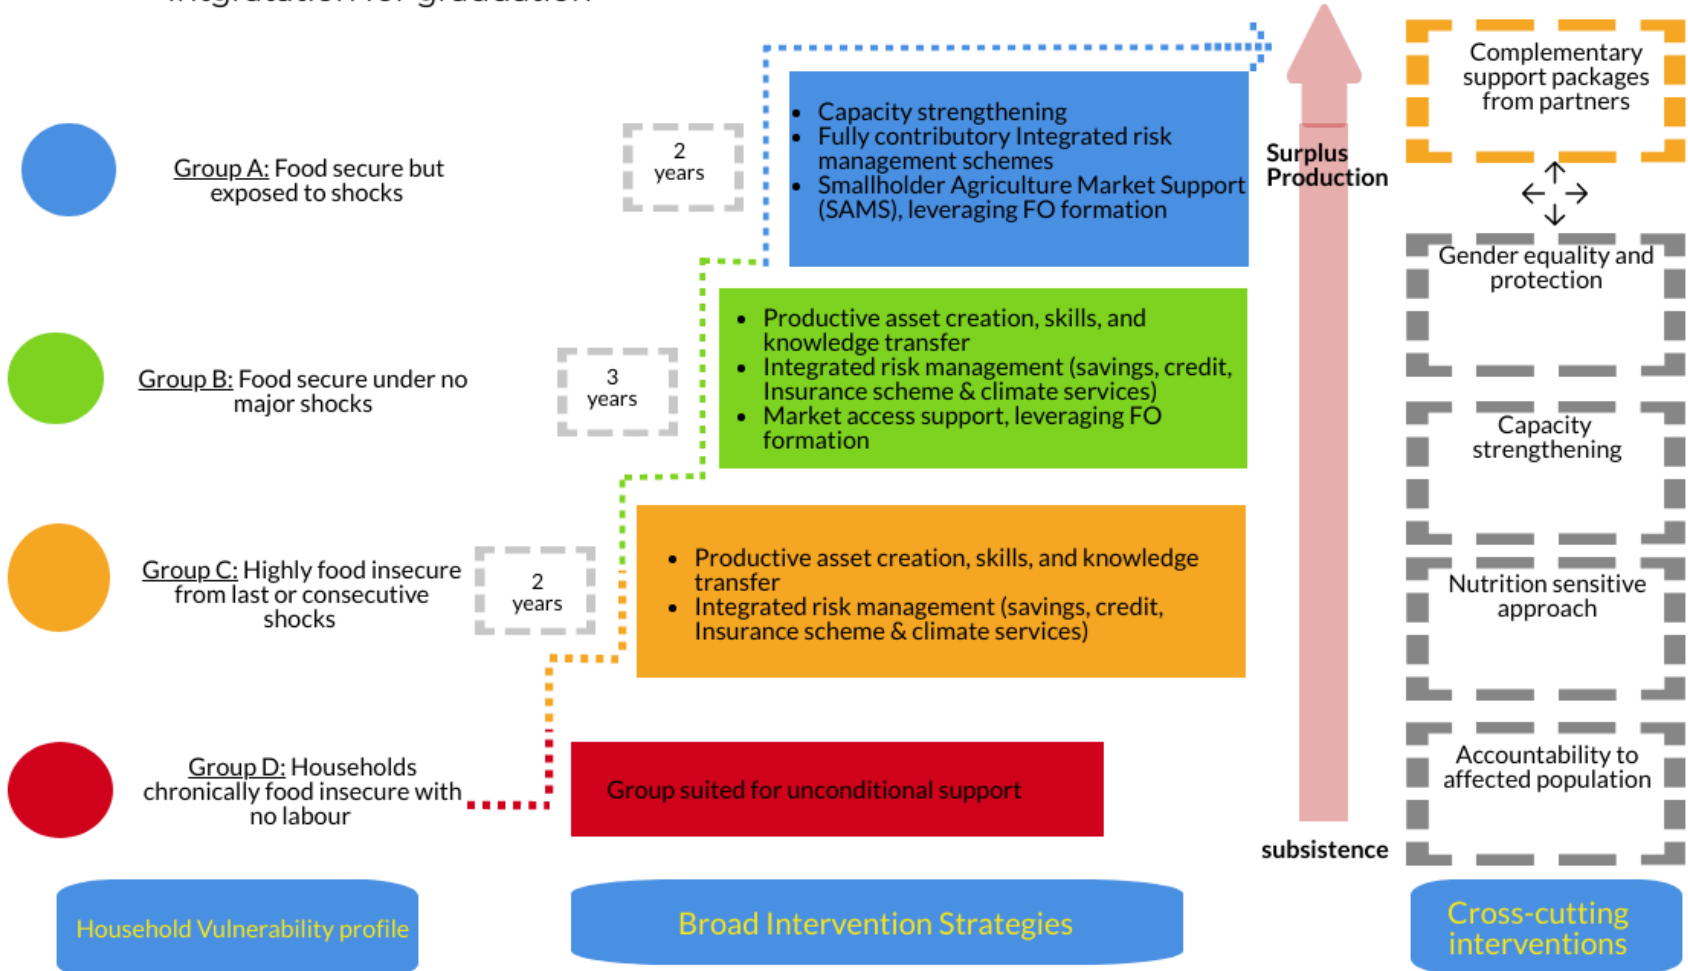 Intgratation for graduation
Group A: Food secure but
exposed to shocks
2
years
• Capacity strengthening
• Fully contributory Integrated risk
management schemes
• Smallholder Agriculture Market Support
(SAMS), leveraging FO formation
Surplus
Production
Complementary
support packages
from partners
Group B: Food secure under no
major shocks
3
years
• Productive asset creation, skills, and
knowledge transfer
• Integrated risk management (savings, credit,
Insurance scheme & climate services)
• Market access support, leveraging FO
formation
Gender equality and
protection
Capacity
strengthening
Group C: Highly food insecure
from last or consecutive
shocks
2
years
• Productive asset creation, skills, and knowledge
transfer
• Integrated risk management (savings, credit,
Insurance scheme & climate services)
Nutrition sensitive
approach
Group D: Households
chronically food insecure with
no labour
Group suited for unconditional support
subsistence
Accountability to
affected population
Household Vulnerability profile
Broad Intervention Strategies
Cross-cutting
interventions